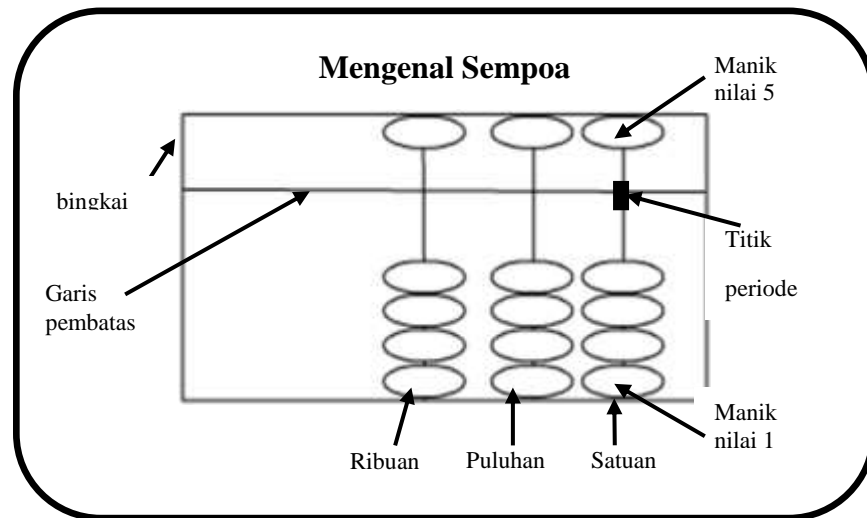 Mengenal Sempoa
Manik
nilai 5
bingkai
Titik
periode
Garis
pembatas
Manik
nilai 1
Ribuan
Puluhan
Satuan